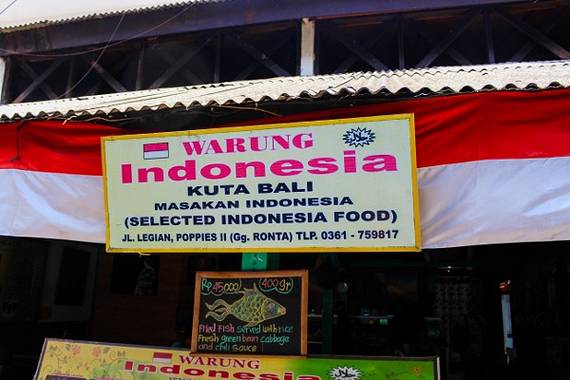 WARUNG
Indonesia
KUTA BALI
MASAKAN INDONESIA
(SELECTED INDONESIA FOOD)
JL. LEGIAN, POPPIES II (Gg. RONTA) TLP. 0361 - 759817
Rp 45000 400gr
Fried Fish served with rice
Fresh green bean cabbage
and chili sauce
WARUNG
Indonesia